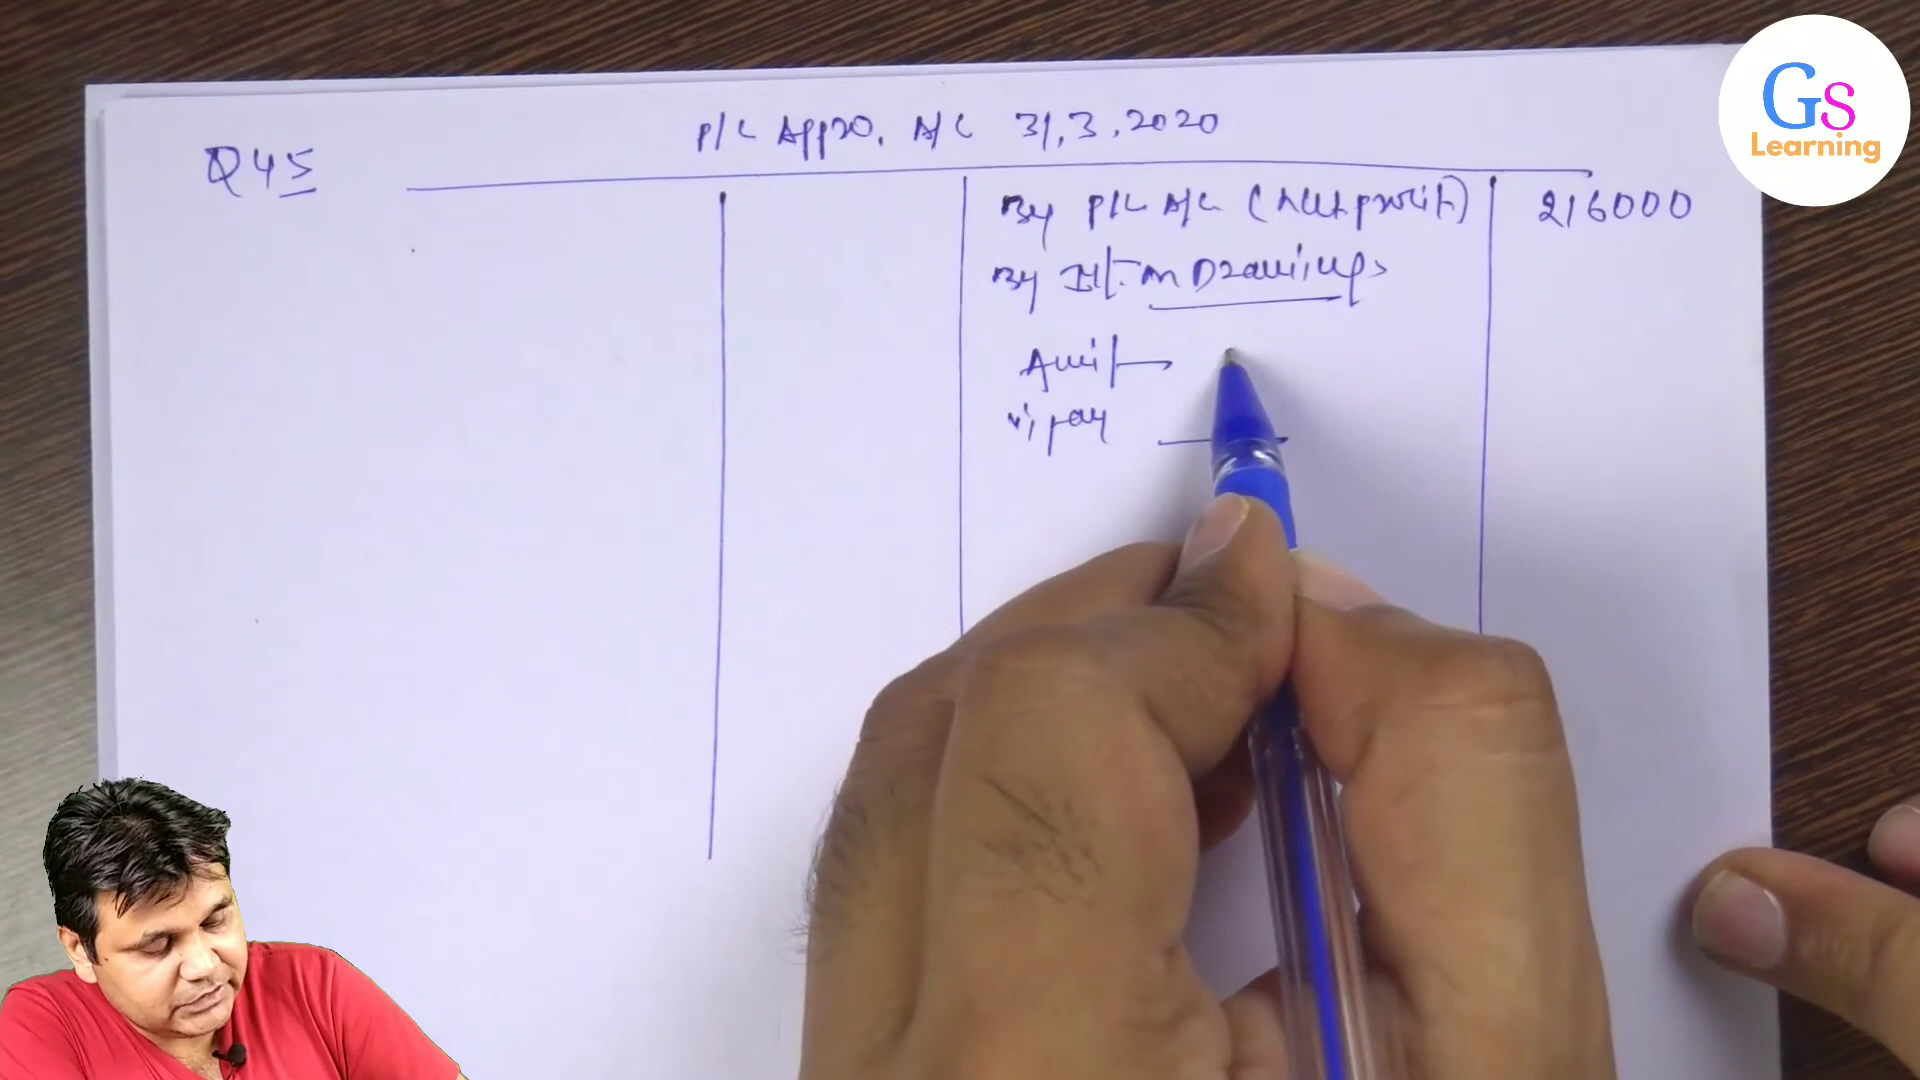 GS
Learning
P/L Appro. A/C 31.3.2020
Q45
By P/L A/c (Net profit) 216000
By Int. on Drawings
Amit
Vijay